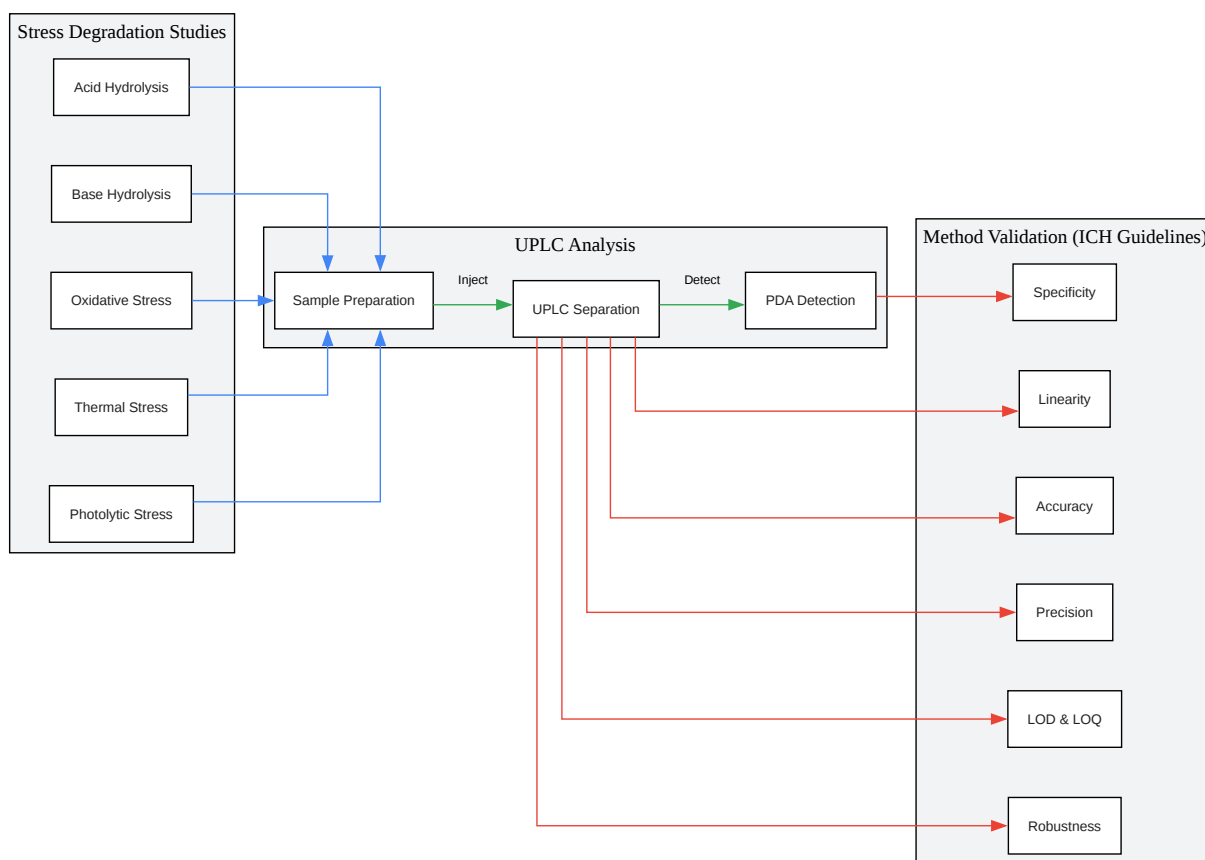 Stress Degradation Studies
Acid Hydrolysis
Base Hydrolysis
Oxidative Stress
Thermal Stress
Photolytic Stress
UPLC Analysis
Sample Preparation
Inject
UPLC Separation
Detect
PDA Detection
Method Validation (ICH Guidelines)
Specificity
Linearity
Accuracy
Precision
LOD & LOQ
Robustness